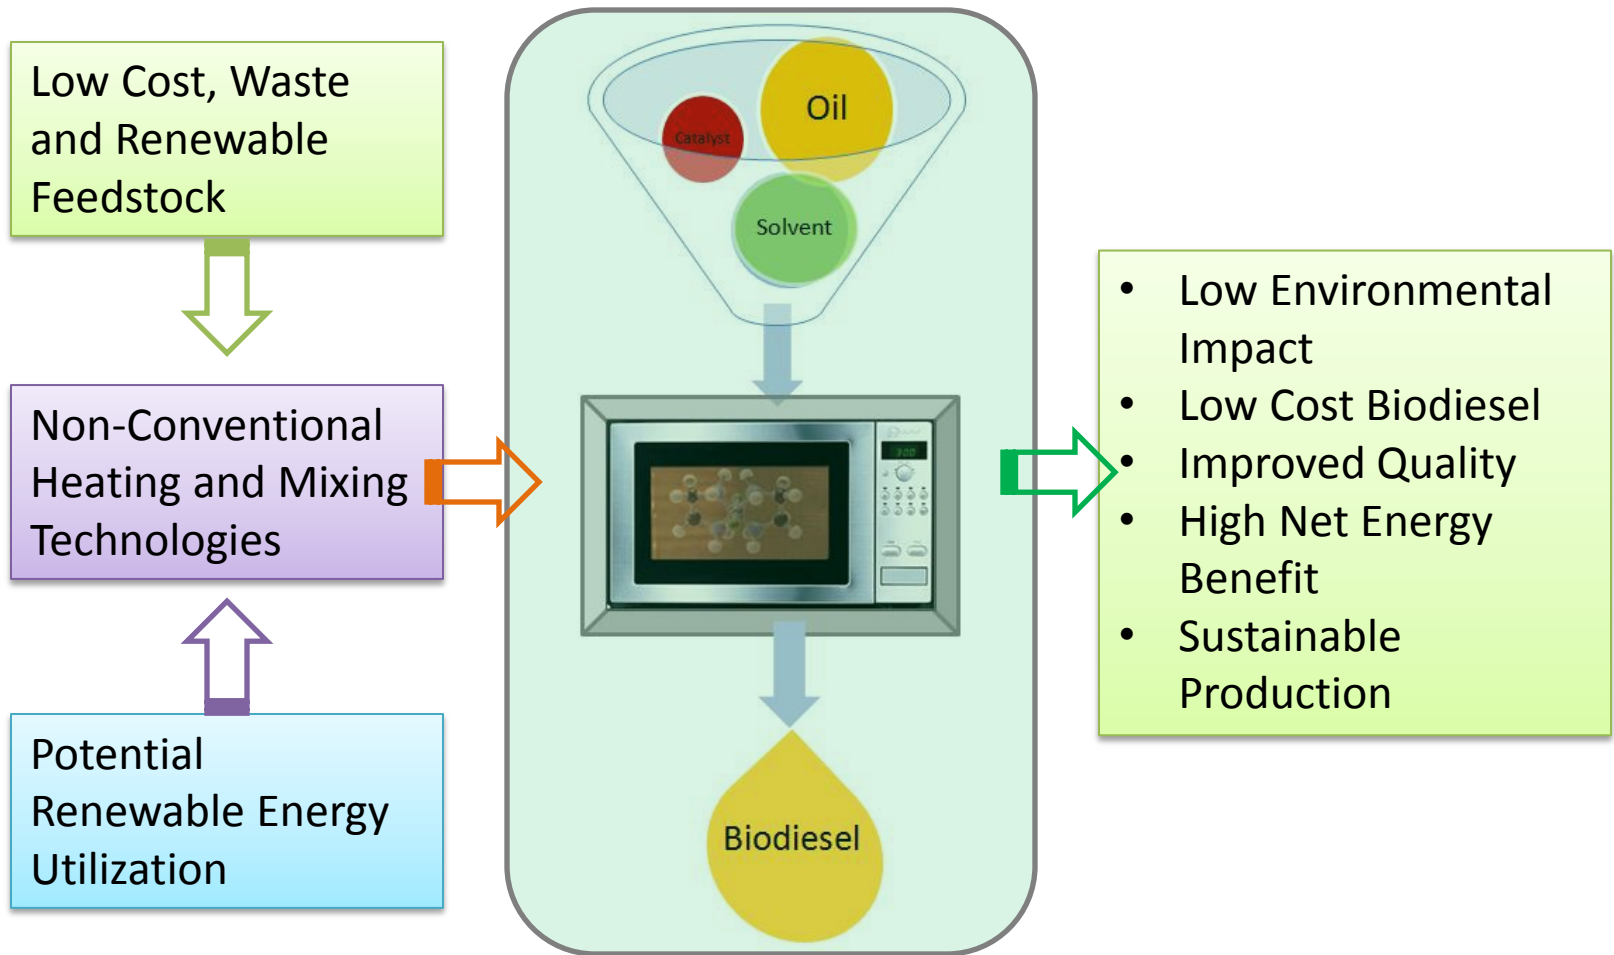 Low Cost, Waste
and Renewable
Feedstock
Non-Conventional
Heating and Mixing
Technologies
Potential
Renewable Energy
Utilization
Oil
Catalyst
Solvent
300
Biodiesel
• Low Environmental
Impact
• Low Cost Biodiesel
• Improved Quality
• High Net Energy
Benefit
• Sustainable
Production